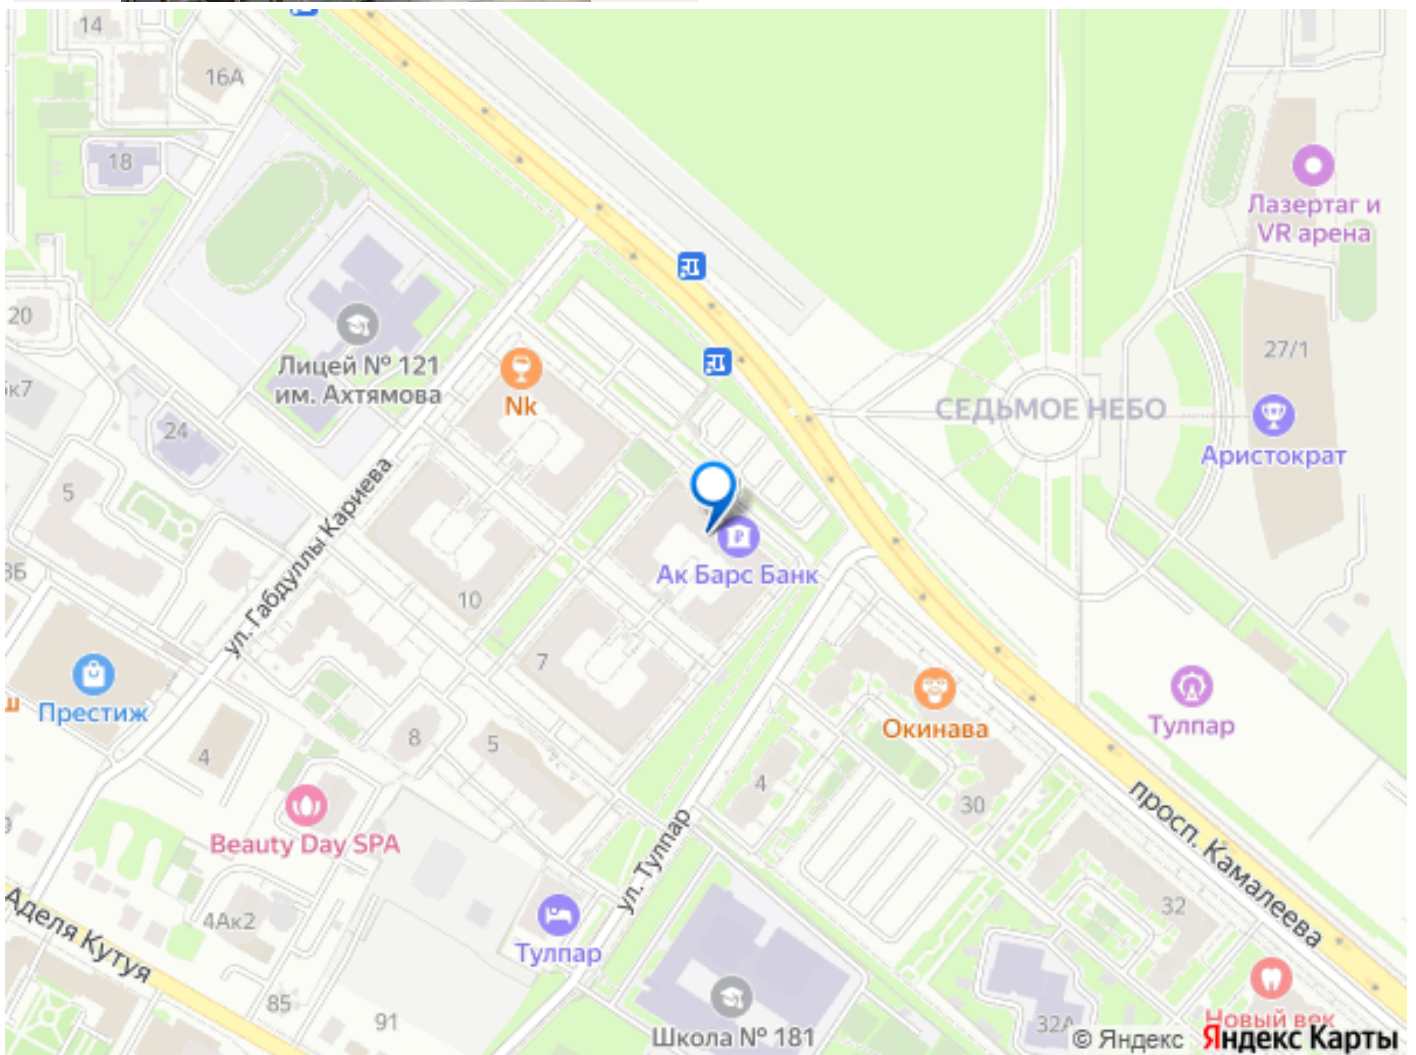 14
16А
18
Лазертаг и
VR арена
20
Лицей № 121
им. Ахтямова
27/1
к7
Nk
СЕДЬМОЕ НЕБО
24
Аристократ
5
ул. Габдуллы Кариева
Ак Барс Банк
10
7
Престиж
Окинава
Тулпар
4
8
5
4
30
просп. Камалеева
Beauty Day SPA
ул. Тулпар
32
4Ак2
Аделя Кутуя
Тулпар
85
91
Школа № 181
32А
Новый век
© Яндекс Яндекс Карты